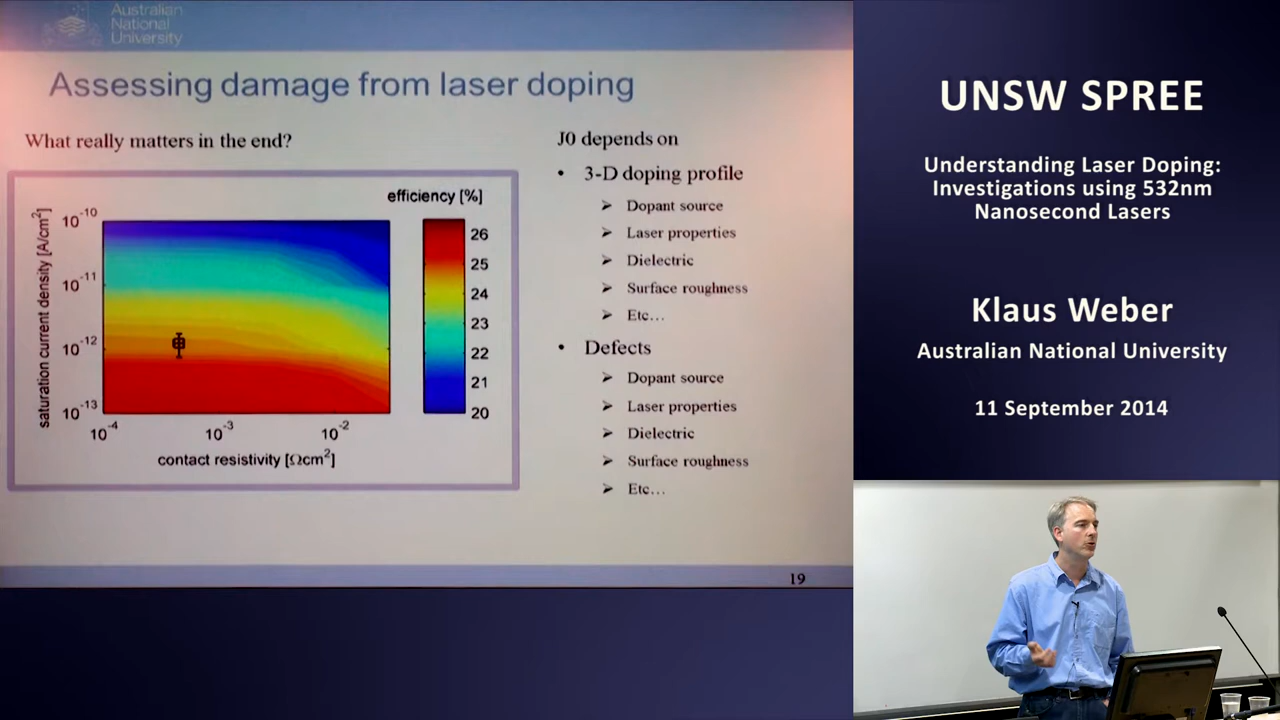 Australian
National
University
Assessing damage from laser doping
What really matters in the end?
efficiency [%]
saturation current density [A/cm²]
10⁻¹⁰
10⁻¹¹
10⁻¹²
10⁻¹³
10⁻⁴
10⁻³
10⁻²
contact resistivity [Ωcm²]
26
25
24
23
22
21
20
J0 depends on
• 3-D doping profile
➢ Dopant source
➢ Laser properties
➢ Dielectric
➢ Surface roughness
➢ Etc…
• Defects
➢ Dopant source
➢ Laser properties
➢ Dielectric
➢ Surface roughness
➢ Etc…
19
UNSW SPREE
Understanding Laser Doping:
Investigations using 532nm
Nanosecond Lasers
Klaus Weber
Australian National University
11 September 2014